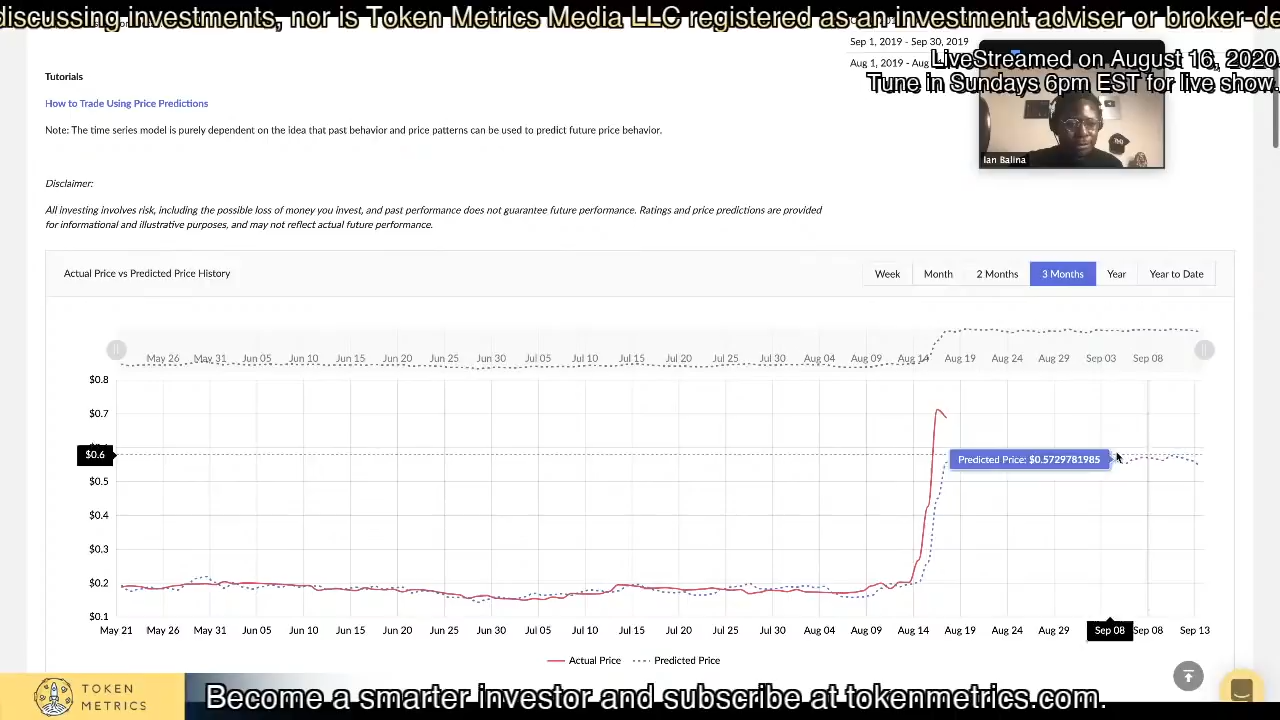 discussing investments, nor is Token Metrics Media LLC registered as an investment adviser or broker-de
Sep 1, 2019 - Sep 30, 2019
Aug 1, 2019 - Aug
LiveStreamed on August 16, 2020.
Tune in Sundays 6pm EST for live show.
Ian Balina
Tutorials
How to Trade Using Price Predictions
Note: The time series model is purely dependent on the idea that past behavior and price patterns can be used to predict future price behavior.
Disclaimer:
All investing involves risk, including the possible loss of money you invest, and past performance does not guarantee future performance. Ratings and price predictions are provided
for informational and illustrative purposes, and may not reflect actual future performance.
Actual Price vs Predicted Price History
Week Month 2 Months 3 Months Year Year to Date
May 26 May 31 Jun 05 Jun 10 Jun 15 Jun 20 Jun 25 Jun 30 Jul 05 Jul 10 Jul 15 Jul 20 Jul 25 Jul 30 Aug 04 Aug 09 Aug 14 Aug 19 Aug 24 Aug 29 Sep 03 Sep 08
$0.8
$0.7
$0.6
Predicted Price: $0.5729781985
$0.5
$0.4
$0.3
$0.2
$0.1
May 21 May 26 May 31 Jun 05 Jun 10 Jun 15 Jun 20 Jun 25 Jun 30 Jul 05 Jul 10 Jul 15 Jul 20 Jul 25 Jul 30 Aug 04 Aug 09 Aug 14 Aug 19 Aug 24 Aug 29 Sep 08 Sep 08 Sep 13
Actual Price Predicted Price
TOKEN
METRICS
Become a smarter investor and subscribe at tokenmetrics.com.